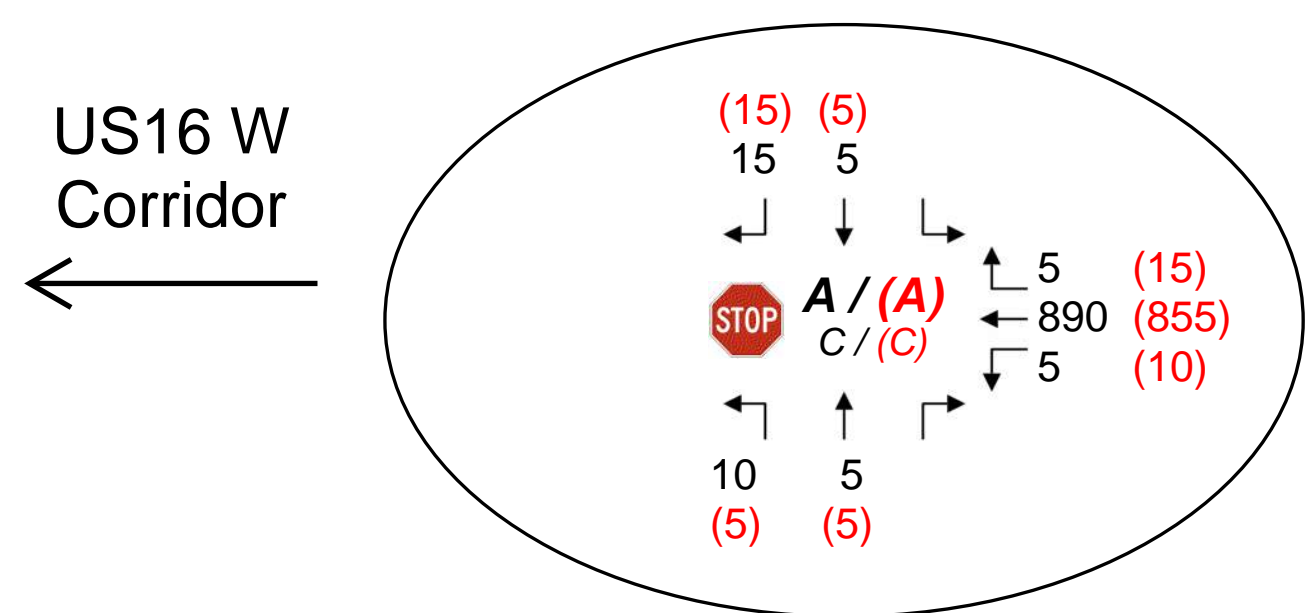 US16 W
Corridor
(15) (5)
15 5
STOP
A / (A)
C / (C)
5 (15)
890 (855)
5 (10)
10 5
(5) (5)